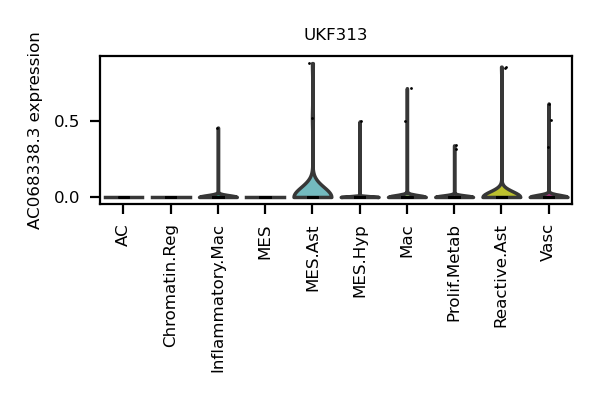 UKF313
AC068338.3 expression
0.5
0.0
AC
Chromatin.Reg
Inflammatory.Mac
MES
MES.Ast
MES.Hyp
Mac
Prolif.Metab
Reactive.Ast
Vasc